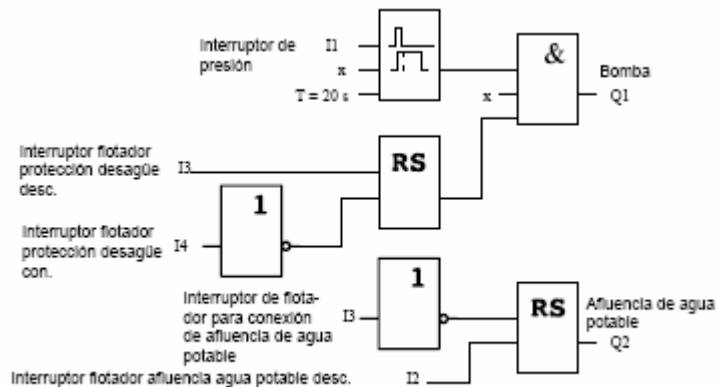 Interruptor de
presión
I1
x
T = 20 s
&
x
Bomba
Q1
Interruptor flotador
protección desagüe
desc.
I3
RS
1
Interruptor flotador
protección desagüe
con.
I4
1
Interruptor de flota-
dor para conexión
de afluencia de agua
potable
I3
RS
Afluencia de agua
potable
Q2
Interruptor flotador afluencia agua potable desc.
I2